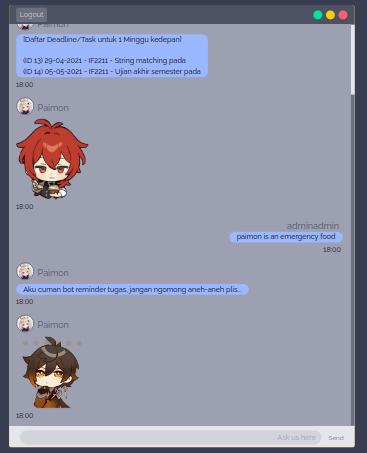 Logout
Paimon
[Daftar Deadline/Task untuk 1 Minggu kedepan]
(ID 13) 29-04-2021 - IF2211 - String matching pada
(ID 14) 05-05-2021 - IF2211 - Ujian akhir semester pada
18:00
Paimon
18:00
adminadmin
paimon is an emergency food
18:00
Paimon
Aku cuman bot reminder tugas, jangan ngomong aneh-aneh plis...
18:00
Paimon
18:00
Ask us here
Send